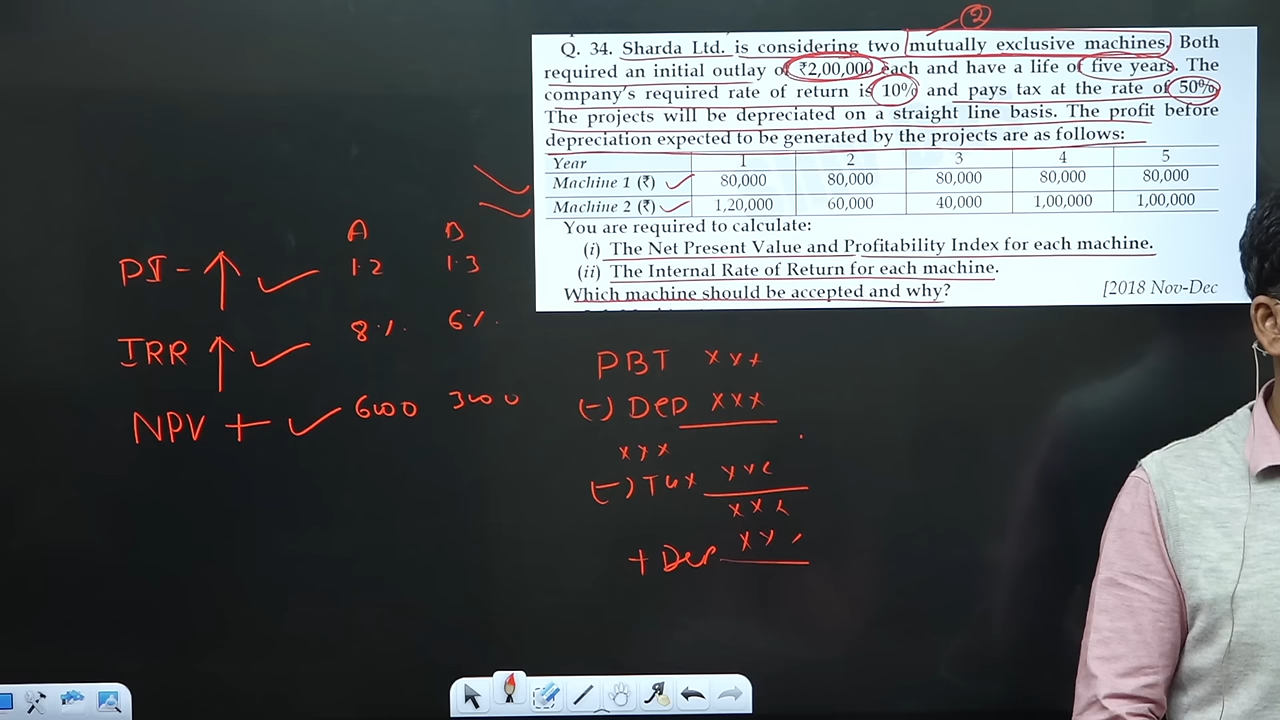 2
Q. 34. Sharda Ltd. is considering two mutually exclusive machines. Both
required an initial outlay of ₹2,00,000 each and have a life of five years. The
company's required rate of return is 10% and pays tax at the rate of 50%.
The projects will be depreciated on a straight line basis. The profit before
depreciation expected to be generated by the projects are as follows:
Year 1 2 3 4 5
Machine 1 (₹) 80,000 80,000 80,000 80,000 80,000
Machine 2 (₹) 1,20,000 60,000 40,000 1,00,000 1,00,000
You are required to calculate:
(i) The Net Present Value and Profitability Index for each machine.
(ii) The Internal Rate of Return for each machine.
Which machine should be accepted and why? [2018 Nov-Dec
A B
PI - ↑ ✓ 1.2 1.3
IRR ↑ ✓ 8% 6%
NPV + ✓ 6000 3000
PBT xxx
(-) Dep xxx
xxx
(-) Tax xxx
xxx
+ Dep xxx